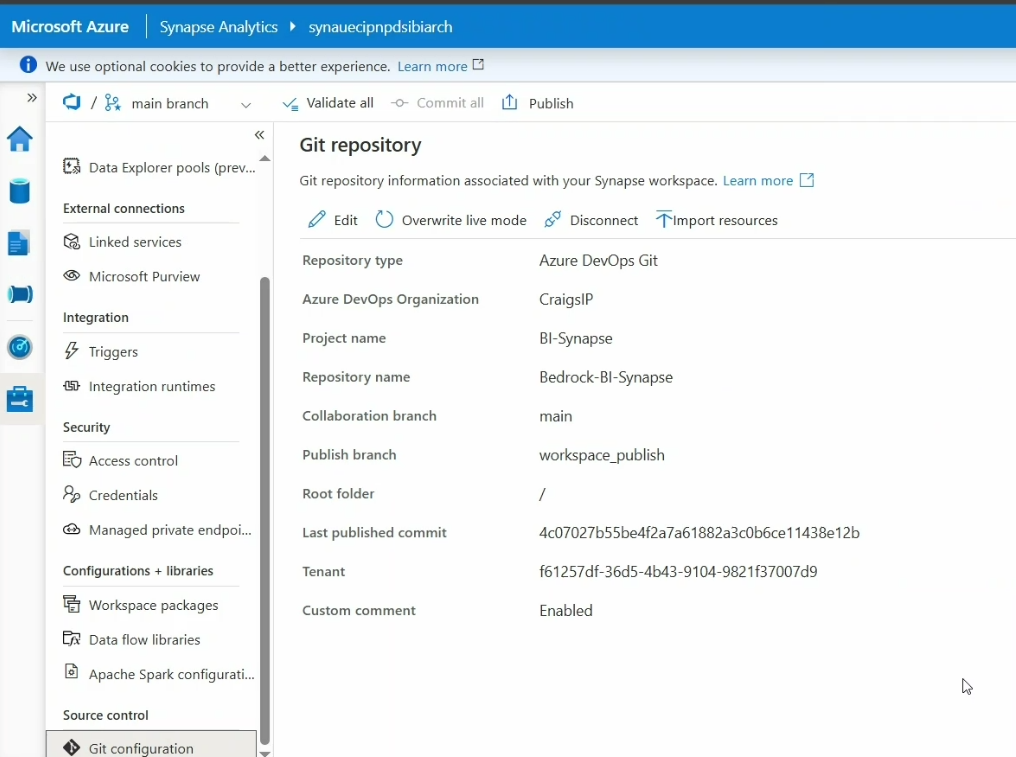 Microsoft Azure Synapse Analytics synauecipnpdsibiarch
We use optional cookies to provide a better experience. Learn more
/ main branch Validate all Commit all Publish
Data Explorer pools (prev...
External connections
Linked services
Microsoft Purview
Integration
Triggers
Integration runtimes
Security
Access control
Credentials
Managed private endpoi...
Configurations + libraries
Workspace packages
Data flow libraries
Apache Spark configurati...
Source control
Git configuration
Git repository
Git repository information associated with your Synapse workspace. Learn more
Edit Overwrite live mode Disconnect Import resources
Repository type Azure DevOps Git
Azure DevOps Organization CraigsIP
Project name BI-Synapse
Repository name Bedrock-BI-Synapse
Collaboration branch main
Publish branch workspace_publish
Root folder /
Last published commit 4c07027b55be4f2a7a61882a3c0b6ce11438e12b
Tenant f61257df-36d5-4b43-9104-9821f37007d9
Custom comment Enabled